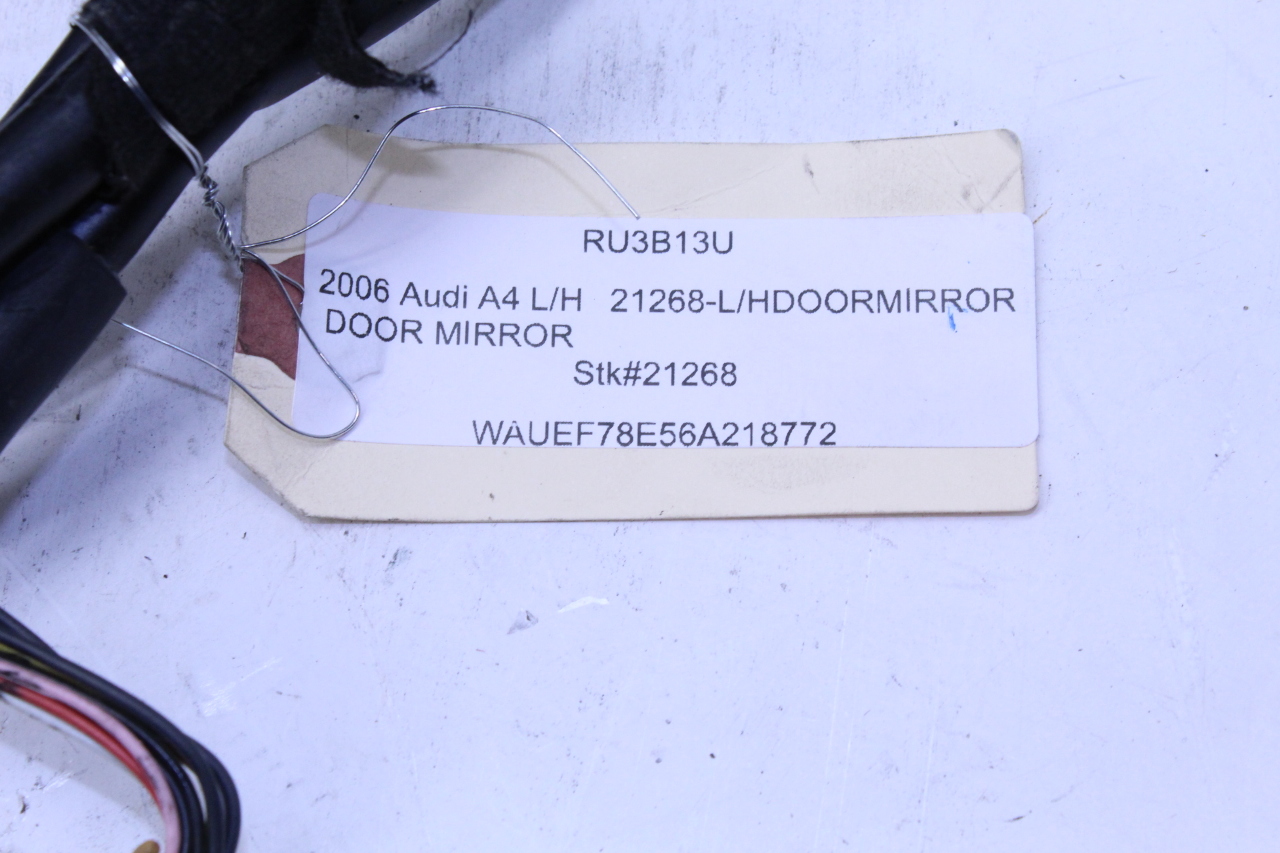 RU3B13U
2006 Audi A4 L/H 21268-L/HDOORMIRROR
DOOR MIRROR
Stk#21268
WAUEF78E56A218772